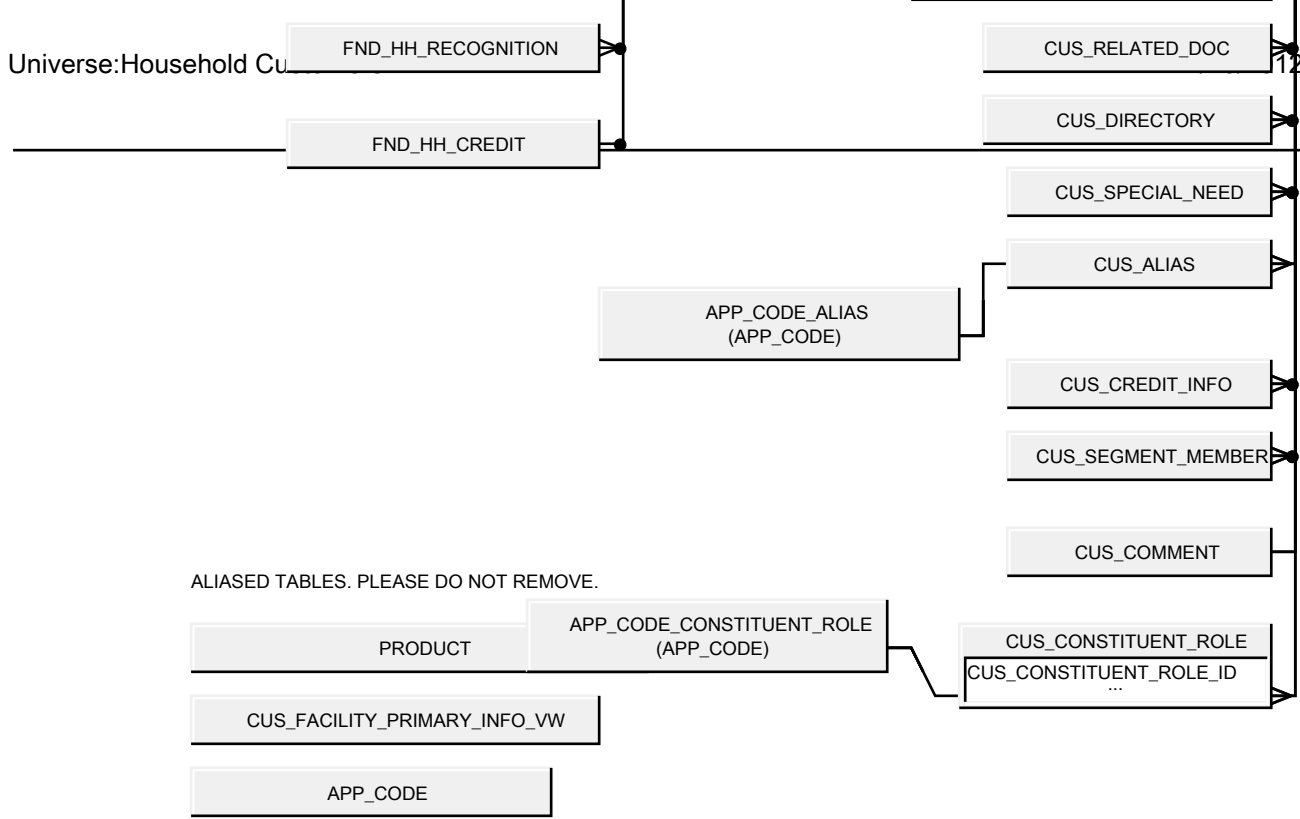 FND_HH_RECOGNITION
CUS_RELATED_DOC
Universe:Household
CUS_DIRECTORY
FND_HH_CREDIT
CUS_SPECIAL_NEED
CUS_ALIAS
APP_CODE_ALIAS
(APP_CODE)
CUS_CREDIT_INFO
CUS_SEGMENT_MEMBER
CUS_COMMENT
ALIASED TABLES. PLEASE DO NOT REMOVE.
APP_CODE_CONSTITUENT_ROLE
(APP_CODE)
PRODUCT
CUS_CONSTITUENT_ROLE
CUS_CONSTITUENT_ROLE_ID
...
CUS_FACILITY_PRIMARY_INFO_VW
APP_CODE